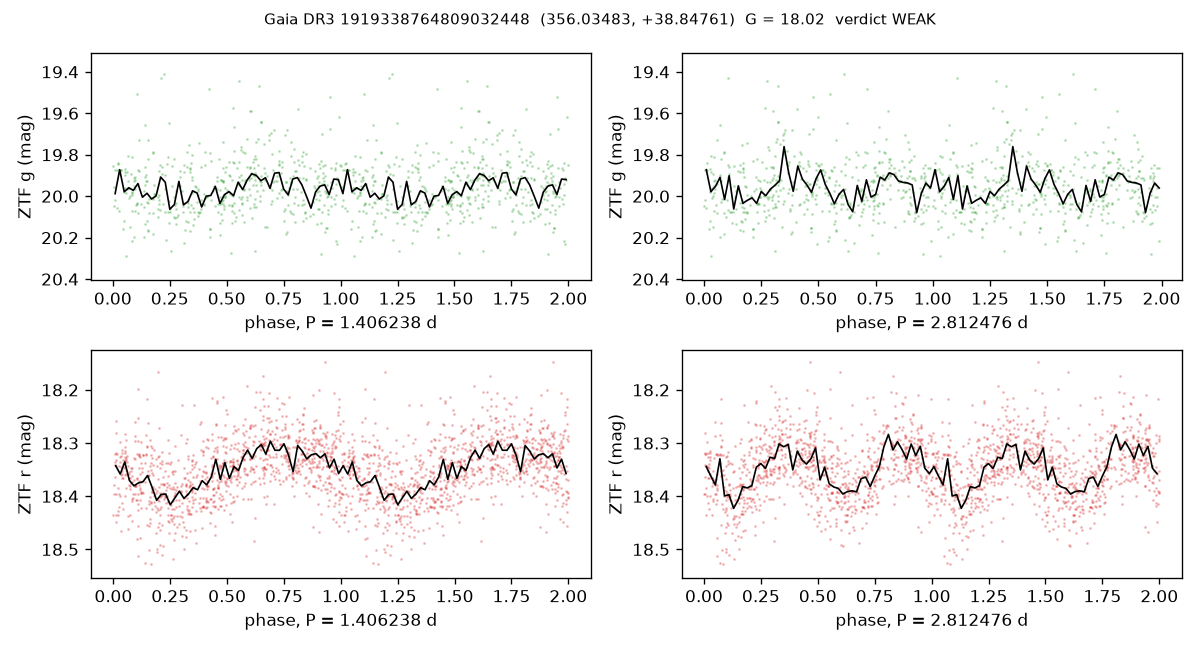 Gaia DR3 1919338764809032448 (356.03483, +38.84761) G = 18.02 verdict WEAK
ZTF g (mag)
19.4
19.6
19.8
20.0
20.2
20.4
0.00 0.25 0.50 0.75 1.00 1.25 1.50 1.75 2.00
phase, P = 1.406238 d
ZTF g (mag)
19.4
19.6
19.8
20.0
20.2
20.4
0.00 0.25 0.50 0.75 1.00 1.25 1.50 1.75 2.00
phase, P = 2.812476 d
ZTF r (mag)
18.2
18.3
18.4
18.5
0.00 0.25 0.50 0.75 1.00 1.25 1.50 1.75 2.00
phase, P = 1.406238 d
ZTF r (mag)
18.2
18.3
18.4
18.5
0.00 0.25 0.50 0.75 1.00 1.25 1.50 1.75 2.00
phase, P = 2.812476 d